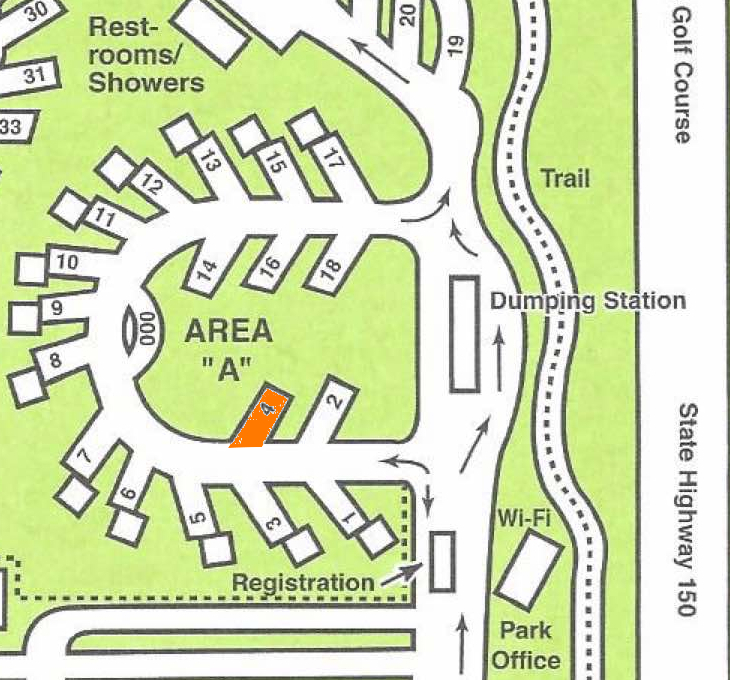 30
31
33
Rest-
rooms/
Showers
20
19
Golf Course
Trail
13
15
17
12
11
10
9
8
14
16
18
000
AREA
"A"
Dumping Station
4
2
7
6
5
3
1
Registration
Wi-Fi
Park
Office
State Highway 150